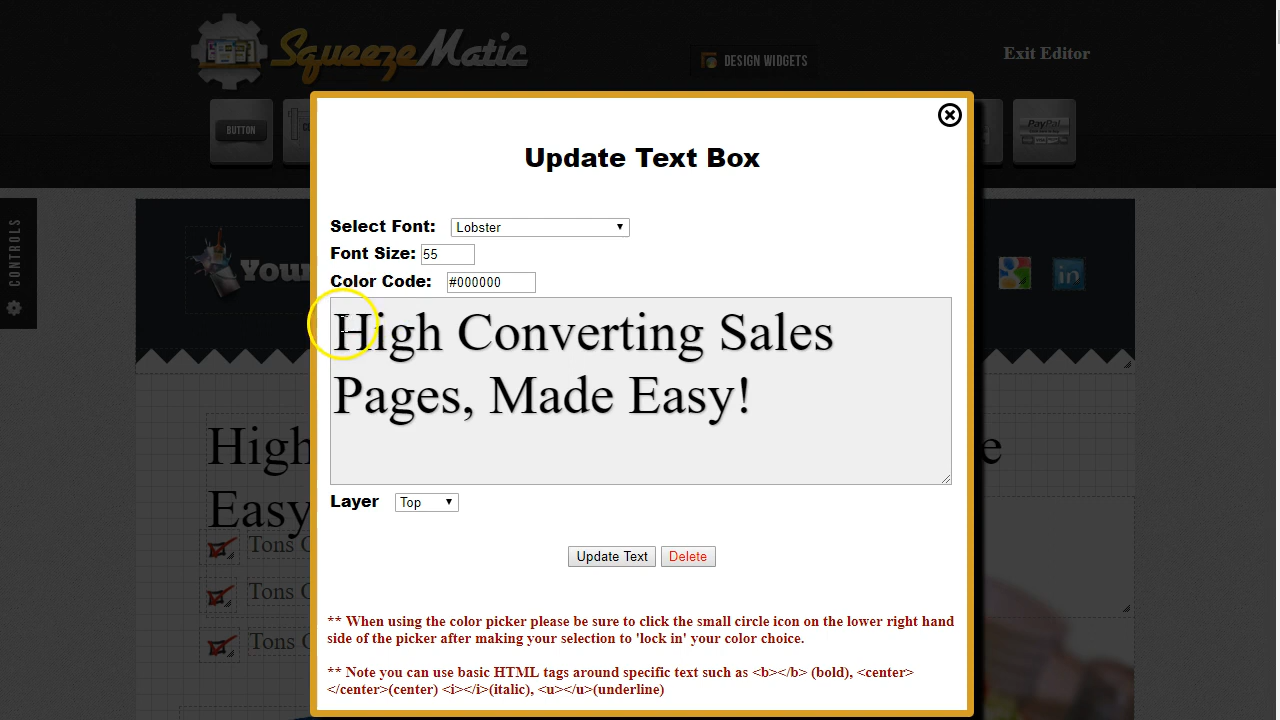 SqueezeMatic
DESIGN WIDGETS
Exit Editor
BUTTON
PayPal
CONTROLS
Update Text Box
Select Font: Lobster
Font Size: 55
Color Code: #000000
High Converting Sales
Pages, Made Easy!
Layer Top
Update Text Delete
** When using the color picker please be sure to click the small circle icon on the lower right hand
side of the picker after making your selection to 'lock in' your color choice.
** Note you can use basic HTML tags around specific text such as <b></b> (bold), <center>
</center>(center) <i></i>(italic), <u></u>(underline)
Your
in
High
e
Easy
Tons
Tons
Tons